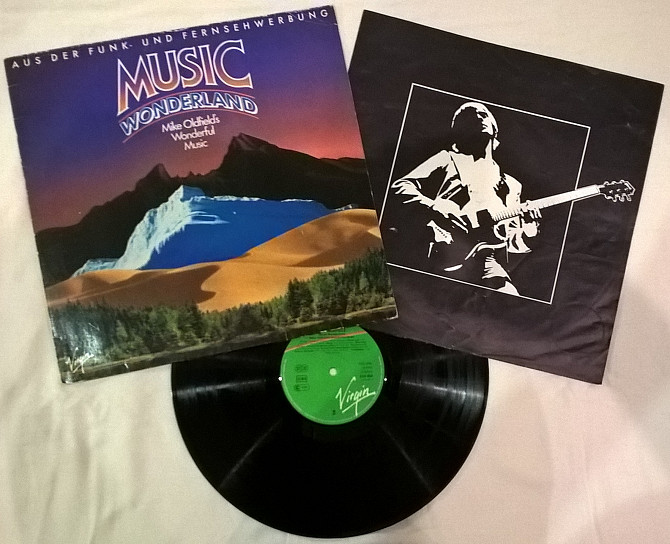 AUS DER FUNK- UND FERNSEHWERBUNG
MUSIC
WONDERLAND
Mike Oldfield's
Wonderful
Music
Virgin
Virgin